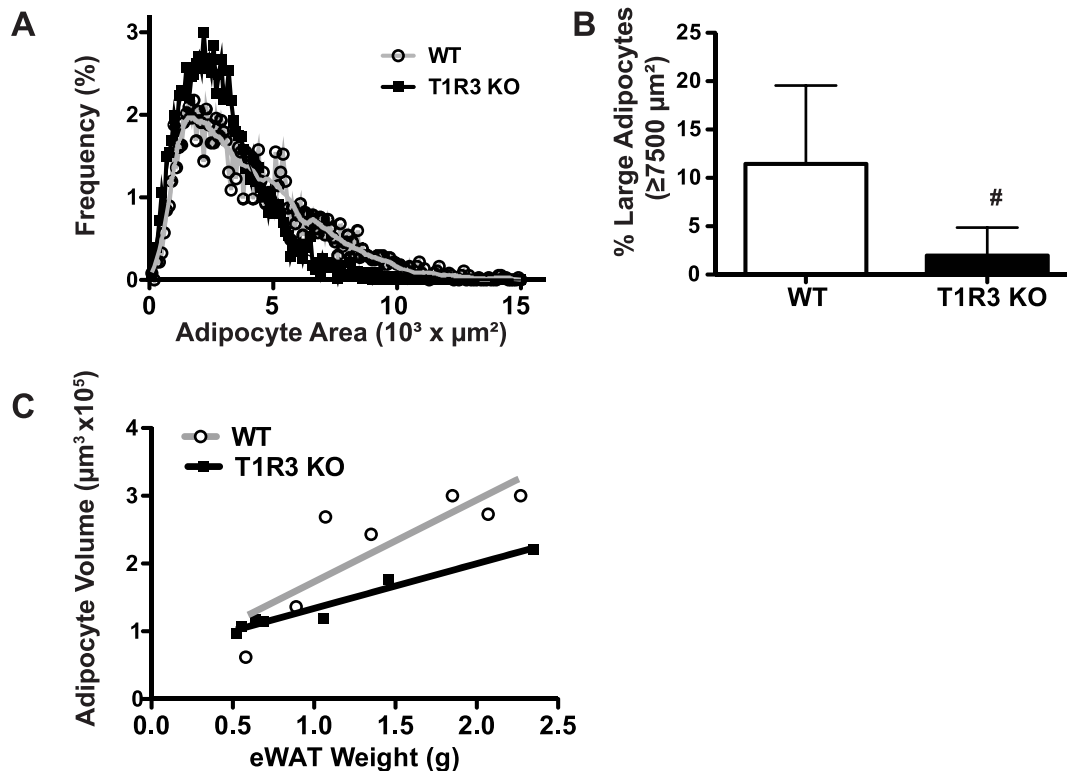 A
3
2
1
0
Frequency (%)
WT
T1R3 KO
0
5
10
15
Adipocyte Area (10³ x µm²)
B
25
20
15
10
5
0
% Large Adipocytes
(≥7500 µm²)
#
WT
T1R3 KO
C
4
3
2
1
0
Adipocyte Volume (µm³ x10⁵)
WT
T1R3 KO
0.0
0.5
1.0
1.5
2.0
2.5
eWAT Weight (g)